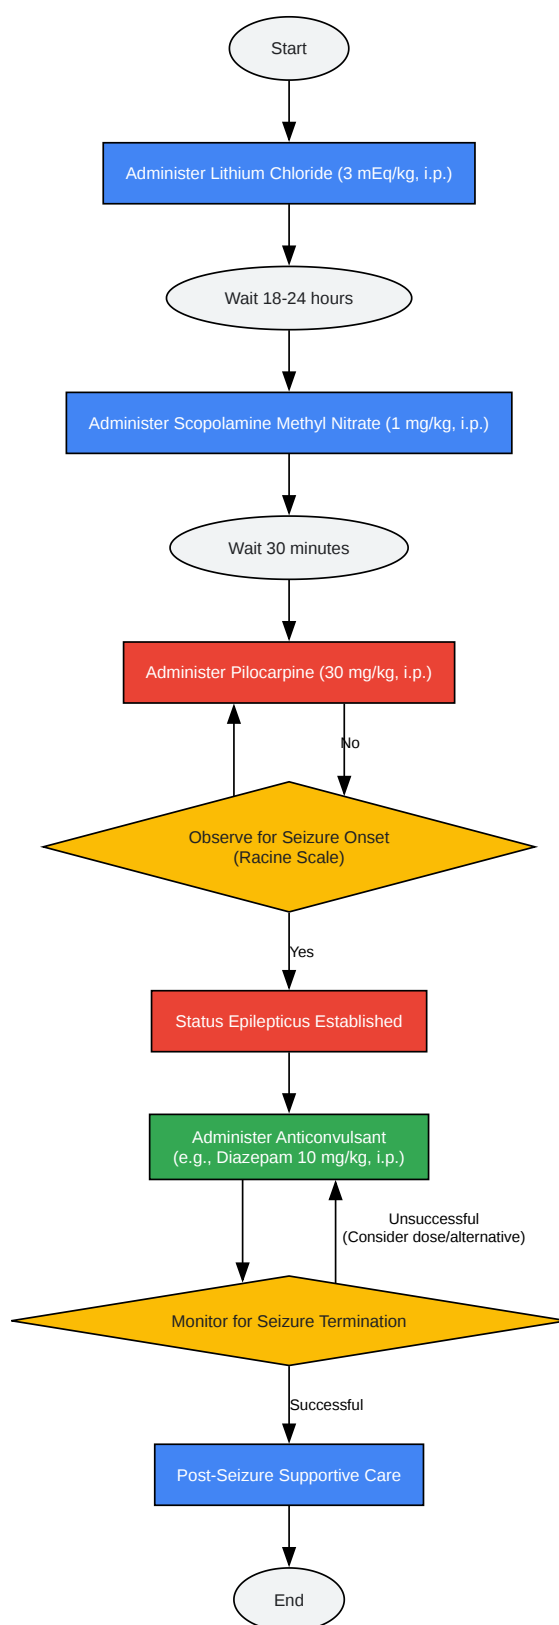 Start
Administer Lithium Chloride (3 mEq/kg, i.p.)
Wait 18-24 hours
Administer Scopolamine Methyl Nitrate (1 mg/kg, i.p.)
Wait 30 minutes
Administer Pilocarpine (30 mg/kg, i.p.)
No
Observe for Seizure Onset
(Racine Scale)
Yes
Status Epilepticus Established
Administer Anticonvulsant
(e.g., Diazepam 10 mg/kg, i.p.)
Unsuccessful
(Consider dose/alternative)
Monitor for Seizure Termination
Successful
Post-Seizure Supportive Care
End